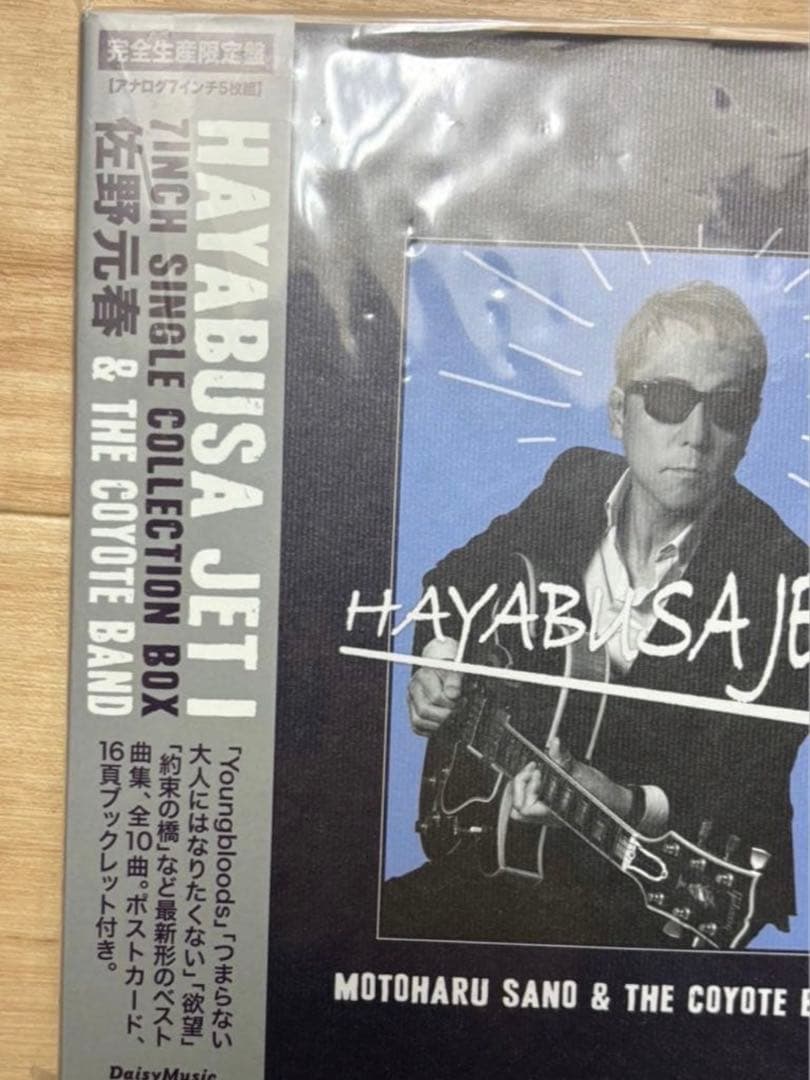 完全生産限定盤
【アナログ7インチ5枚組】
HAYABUSA JET I
7INCH SINGLE COLLECTION BOX
佐野元春 & THE COYOTE BAND
「Youngbloods」「つまらない
大人にはなりたくない」「欲望」
「約束の橋」など最新形のベスト
曲集、全10曲。ポストカード、
16頁ブックレット付き。
DaisyMusic
HAYABUSA JE
MOTOHARU SANO & THE COYOTE